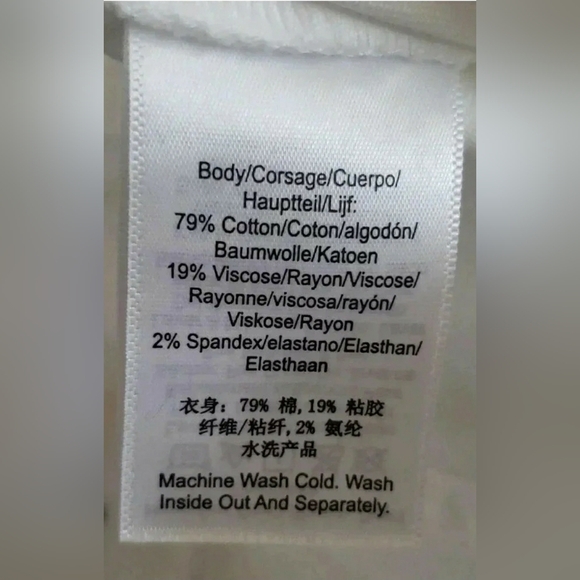 Body/Corsage/Cuerpo/
Hauptteil/Lijf:
79% Cotton/Coton/algodón/
Baumwolle/Katoen
19% Viscose/Rayon/Viscose/
Rayonne/viscosa/rayón/
Viskose/Rayon
2% Spandex/elastano/Elasthan/
Elasthaan
衣身: 79% 棉, 19% 粘胶
纤维/粘纤, 2% 氨纶
水洗产品
Machine Wash Cold. Wash
Inside Out And Separately.